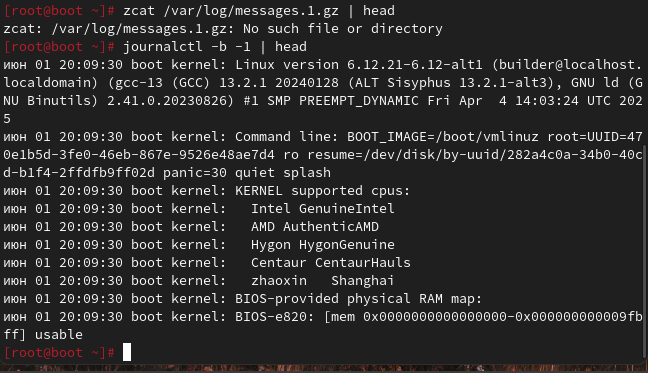 [root@boot ~]# zcat /var/log/messages.1.gz | head
zcat: /var/log/messages.1.gz: No such file or directory
[root@boot ~]# journalctl -b -1 | head
июн 01 20:09:30 boot kernel: Linux version 6.12.21-6.12-alt1 (builder@localhost.
localdomain) (gcc-13 (GCC) 13.2.1 20240128 (ALT Sisyphus 13.2.1-alt3), GNU ld (G
NU Binutils) 2.41.0.20230826) #1 SMP PREEMPT_DYNAMIC Fri Apr  4 14:03:24 UTC 202
5
июн 01 20:09:30 boot kernel: Command line: BOOT_IMAGE=/boot/vmlinuz root=UUID=47
0e1b5d-3fe0-46eb-867e-9526e48ae7d4 ro resume=/dev/disk/by-uuid/282a4c0a-34b0-40c
d-b1f4-2ffdfb9ff02d panic=30 quiet splash
июн 01 20:09:30 boot kernel: KERNEL supported cpus:
июн 01 20:09:30 boot kernel:   Intel GenuineIntel
июн 01 20:09:30 boot kernel:   AMD AuthenticAMD
июн 01 20:09:30 boot kernel:   Hygon HygonGenuine
июн 01 20:09:30 boot kernel:   Centaur CentaurHauls
июн 01 20:09:30 boot kernel:   zhaoxin   Shanghai
июн 01 20:09:30 boot kernel: BIOS-provided physical RAM map:
июн 01 20:09:30 boot kernel: BIOS-e820: [mem 0x0000000000000000-0x000000000009fb
ff] usable
[root@boot ~]#